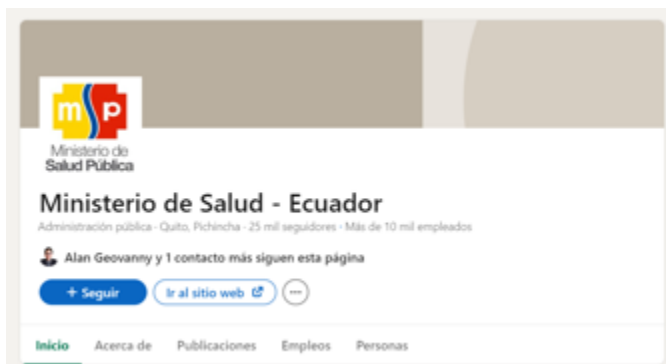 msp
Ministerio de
Salud Pública
Ministerio de Salud - Ecuador
Administración pública · Quito, Pichincha · 25 mil seguidores · Más de 10 mil empleados
Alan Geovanny y 1 contacto más siguen esta página
+ Seguir Ir al sitio web
Inicio Acerca de Publicaciones Empleos Personas